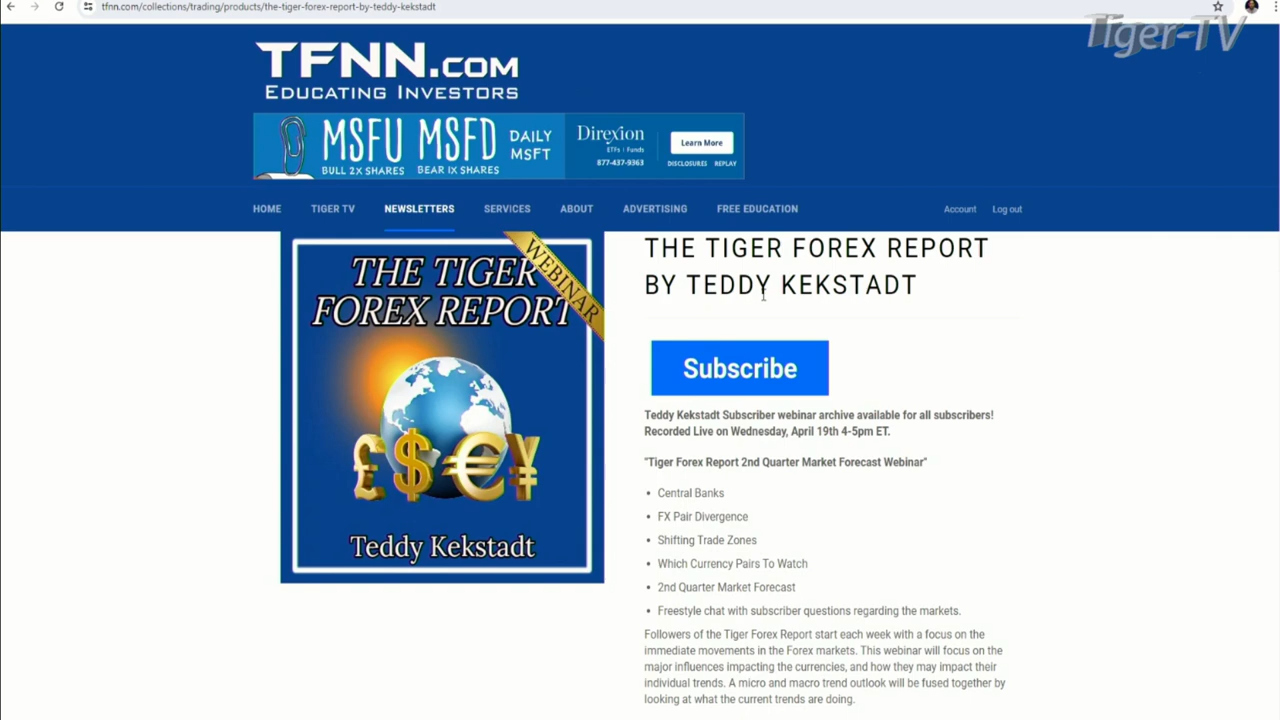 tfnn.com/collections/trading/products/the-tiger-forex-report-by-teddy-kekstadt
Tiger-TV
TFNN.COM
EDUCATING INVESTORS
MSFU MSFD DAILY MSFT
BULL 2X SHARES BEAR 1X SHARES
Direxion
ETFs | Funds
877-437-9363
Learn More
DISCLOSURES REPLAY
HOME TIGER TV NEWSLETTERS SERVICES ABOUT ADVERTISING FREE EDUCATION Account Log out
WEBINAR
THE TIGER
FOREX REPORT
£ $ € ¥
Teddy Kekstadt
THE TIGER FOREX REPORT
BY TEDDY KEKSTADT
Subscribe
Teddy Kekstadt Subscriber webinar archive available for all subscribers!
Recorded Live on Wednesday, April 19th 4-5pm ET.
"Tiger Forex Report 2nd Quarter Market Forecast Webinar"
• Central Banks
• FX Pair Divergence
• Shifting Trade Zones
• Which Currency Pairs To Watch
• 2nd Quarter Market Forecast
• Freestyle chat with subscriber questions regarding the markets.
Followers of the Tiger Forex Report start each week with a focus on the
immediate movements in the Forex markets. This webinar will focus on the
major influences impacting the currencies, and how they may impact their
individual trends. A micro and macro trend outlook will be fused together by
looking at what the current trends are doing.